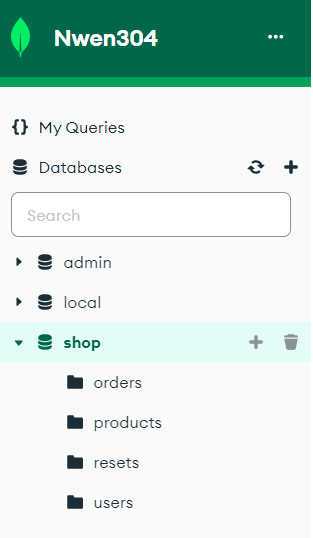 Nwen304
{} My Queries
Databases
Search
admin
local
shop
orders
products
resets
users